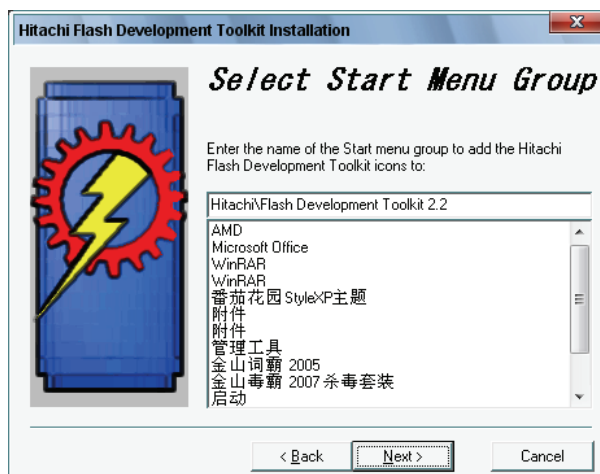 Hitachi Flash Development Toolkit Installation
Select Start Menu Group
Enter the name of the Start menu group to add the Hitachi
Flash Development Toolkit icons to:
Hitachi\Flash Development Toolkit 2.2
AMD
Microsoft Office
WinRAR
WinRAR
番茄花园 StyleXP主题
附件
附件
管理工具
金山词霸 2005
金山毒霸 2007 杀毒套装
启动
< Back
Next >
Cancel